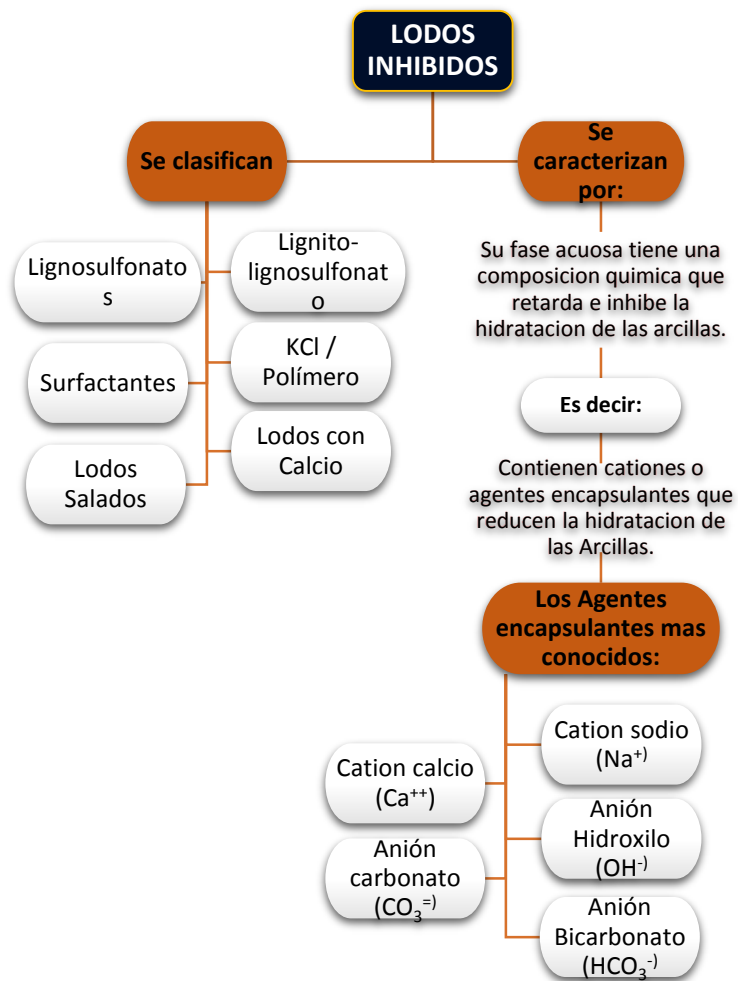 LODOS
INHIBIDOS
Se clasifican
Lignosulfonato
s
Lignito-
lignosulfonat
o
Surfactantes
KCl /
Polímero
Lodos
Salados
Lodos con
Calcio
Se
caracterizan
por:
Su fase acuosa tiene una
composicion quimica que
retarda e inhibe la
hidratacion de las arcillas.
Es decir:
Contienen cationes o
agentes encapsulantes que
reducen la hidratacion de
las Arcillas.
Los Agentes
encapsulantes mas
conocidos:
Cation calcio
(Ca⁺⁺)
Cation sodio
(Na⁺⁾
Anión
carbonato
(CO₃⁼⁾
Anión
Hidroxilo
(OH⁻⁾
Anión
Bicarbonato
(HCO₃⁻⁾